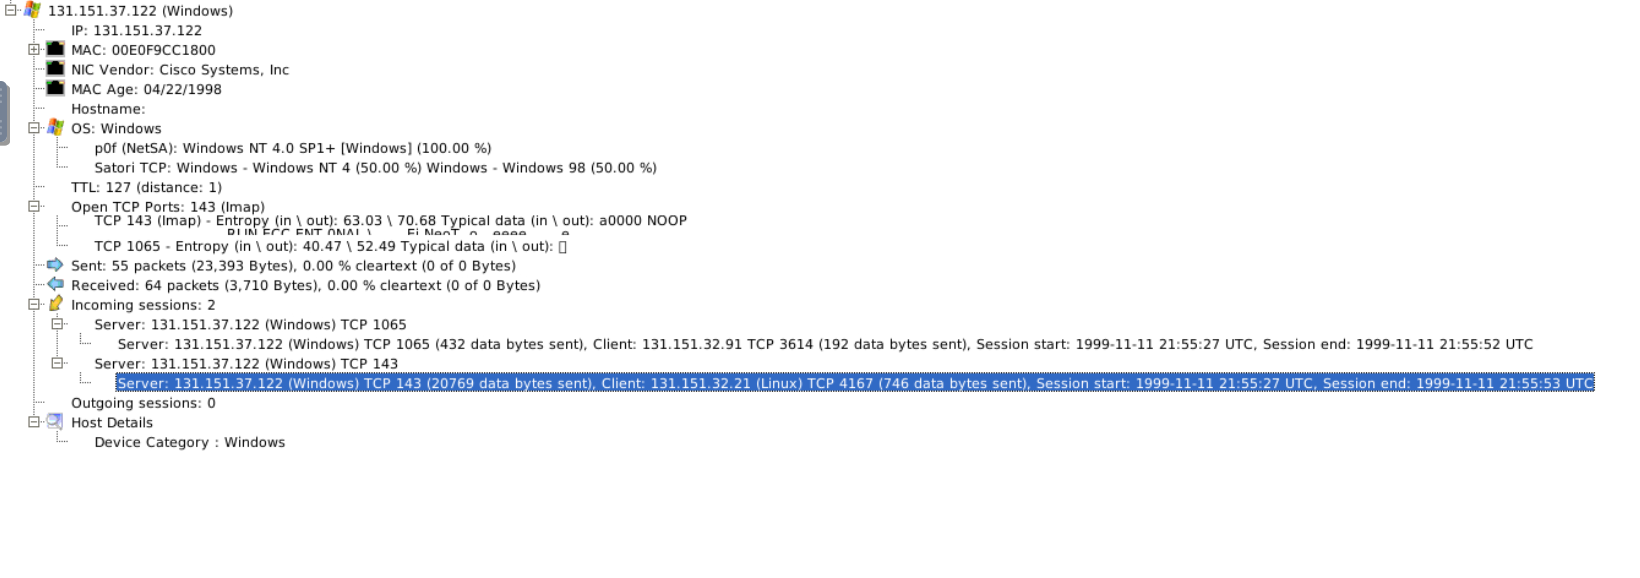 131.151.37.122 (Windows)
IP: 131.151.37.122
MAC: 00E0F9CC1800
NIC Vendor: Cisco Systems, Inc
MAC Age: 04/22/1998
Hostname:
OS: Windows
p0f (NetSA): Windows NT 4.0 SP1+ [Windows] (100.00 %)
Satori TCP: Windows - Windows NT 4 (50.00 %) Windows - Windows 98 (50.00 %)
TTL: 127 (distance: 1)
Open TCP Ports: 143 (Imap)
TCP 143 (Imap) - Entropy (in \ out): 63.03 \ 70.68 Typical data (in \ out): a0000 NOOP
TCP 1065 - Entropy (in \ out): 40.47 \ 52.49 Typical data (in \ out):
Sent: 55 packets (23,393 Bytes), 0.00 % cleartext (0 of 0 Bytes)
Received: 64 packets (3,710 Bytes), 0.00 % cleartext (0 of 0 Bytes)
Incoming sessions: 2
Server: 131.151.37.122 (Windows) TCP 1065
Server: 131.151.37.122 (Windows) TCP 1065 (432 data bytes sent), Client: 131.151.32.91 TCP 3614 (192 data bytes sent), Session start: 1999-11-11 21:55:27 UTC, Session end: 1999-11-11 21:55:52 UTC
Server: 131.151.37.122 (Windows) TCP 143
Server: 131.151.37.122 (Windows) TCP 143 (20769 data bytes sent), Client: 131.151.32.21 (Linux) TCP 4167 (746 data bytes sent), Session start: 1999-11-11 21:55:27 UTC, Session end: 1999-11-11 21:55:53 UTC
Outgoing sessions: 0
Host Details
Device Category : Windows